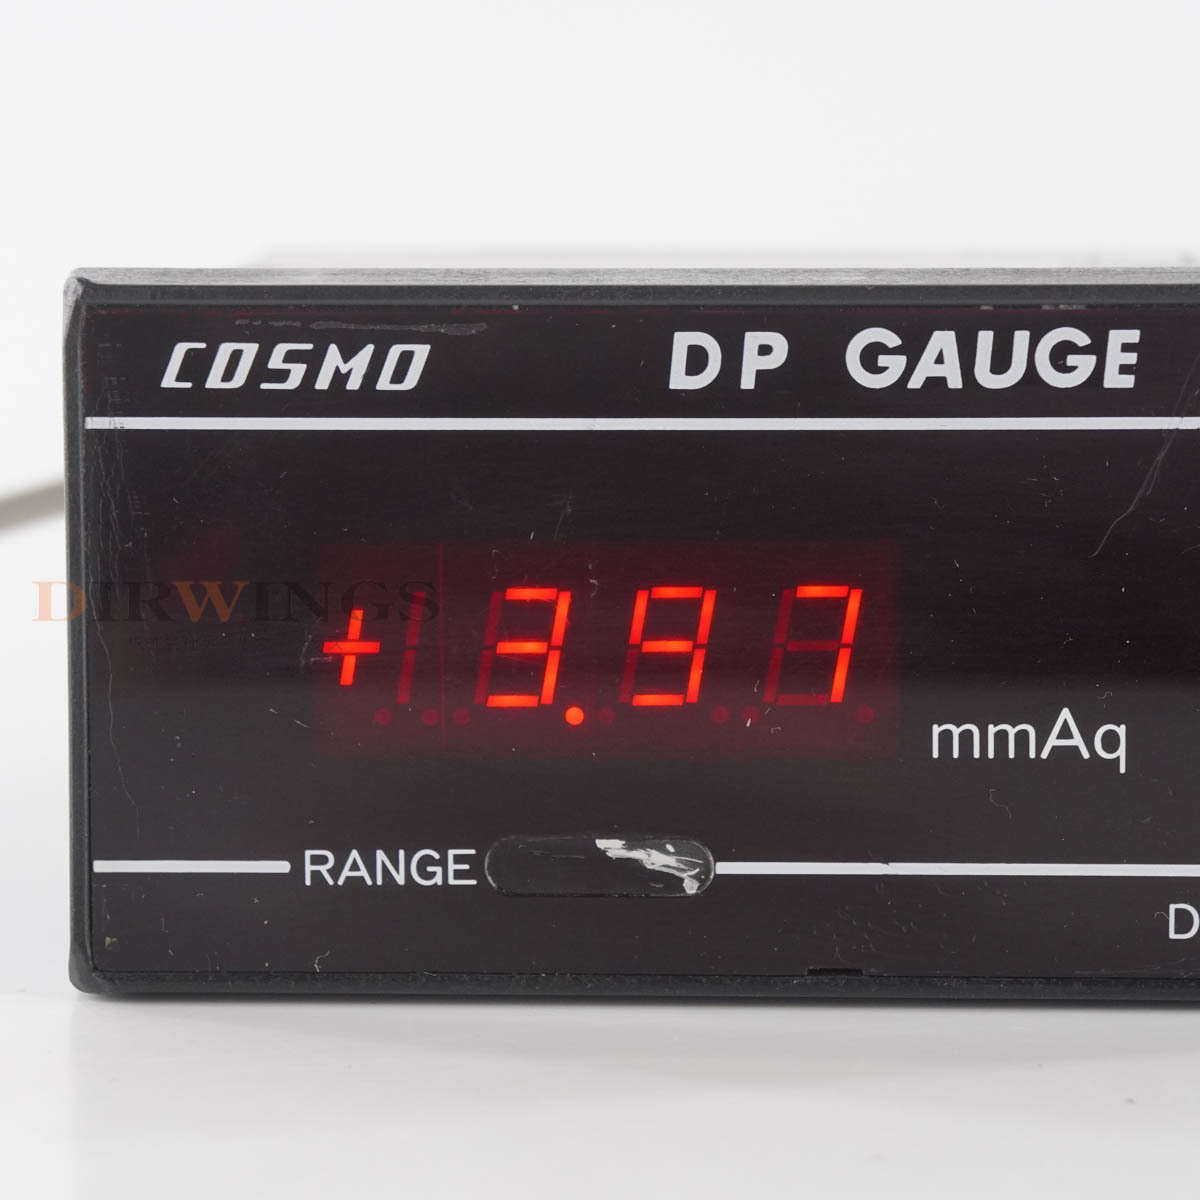 COSMO DP GAUGE
DIRWINGS
+3.97
mmAq
RANGE
D